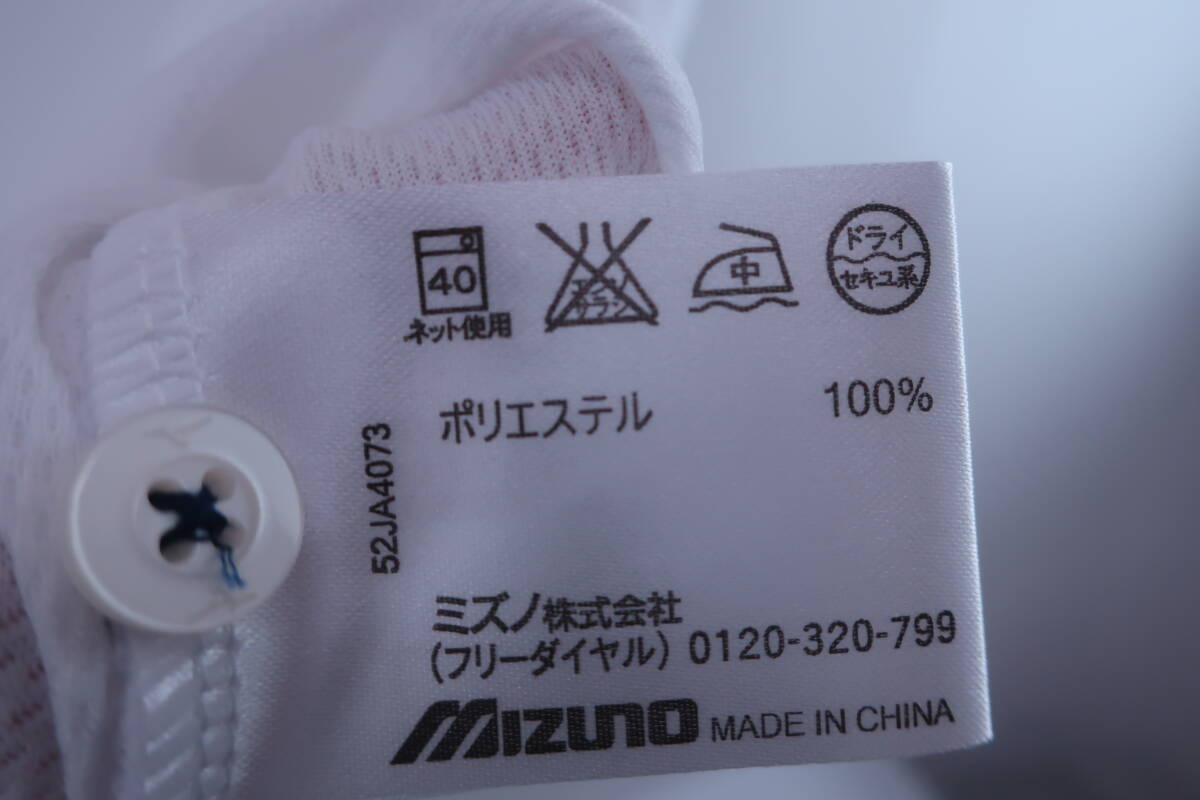 40
ネット使用
エンソ
サラシ
中
ドライ
セキユ系
ポリエステル 100%
52JA4073
ミズノ株式会社
(フリーダイヤル) 0120-320-799
MIZUNO MADE IN CHINA